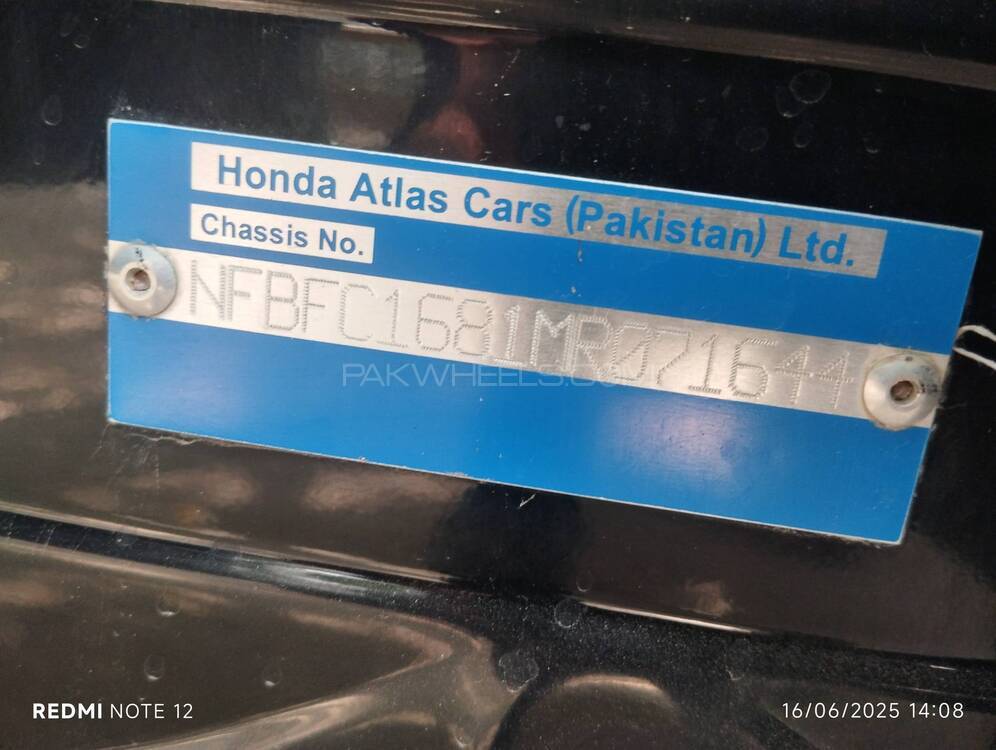 Honda Atlas Cars (Pakistan) Ltd.
Chassis No.
NFBFC1681MR071644
PAKWHEELS.COM
REDMI NOTE 12
16/06/2025 14:08